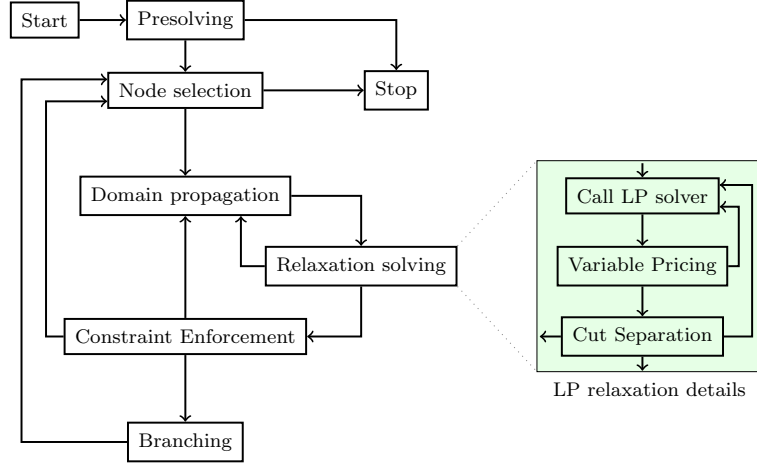 Start
Presolving
Node selection
Stop
Domain propagation
Call LP solver
Relaxation solving
Variable Pricing
Constraint Enforcement
Cut Separation
LP relaxation details
Branching